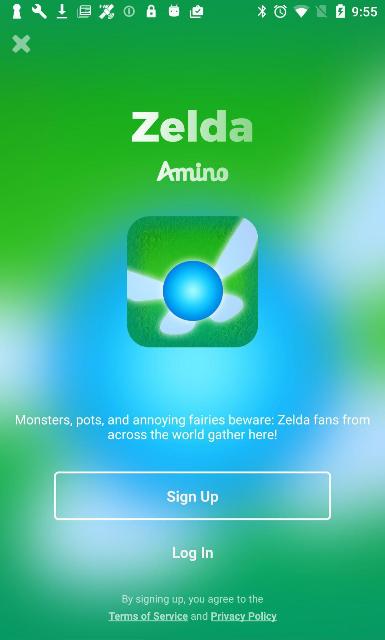 9:55
Zelda
Amino
Monsters, pots, and annoying fairies beware: Zelda fans from
across the world gather here!
Sign Up
Log In
By signing up, you agree to the
Terms of Service and Privacy Policy